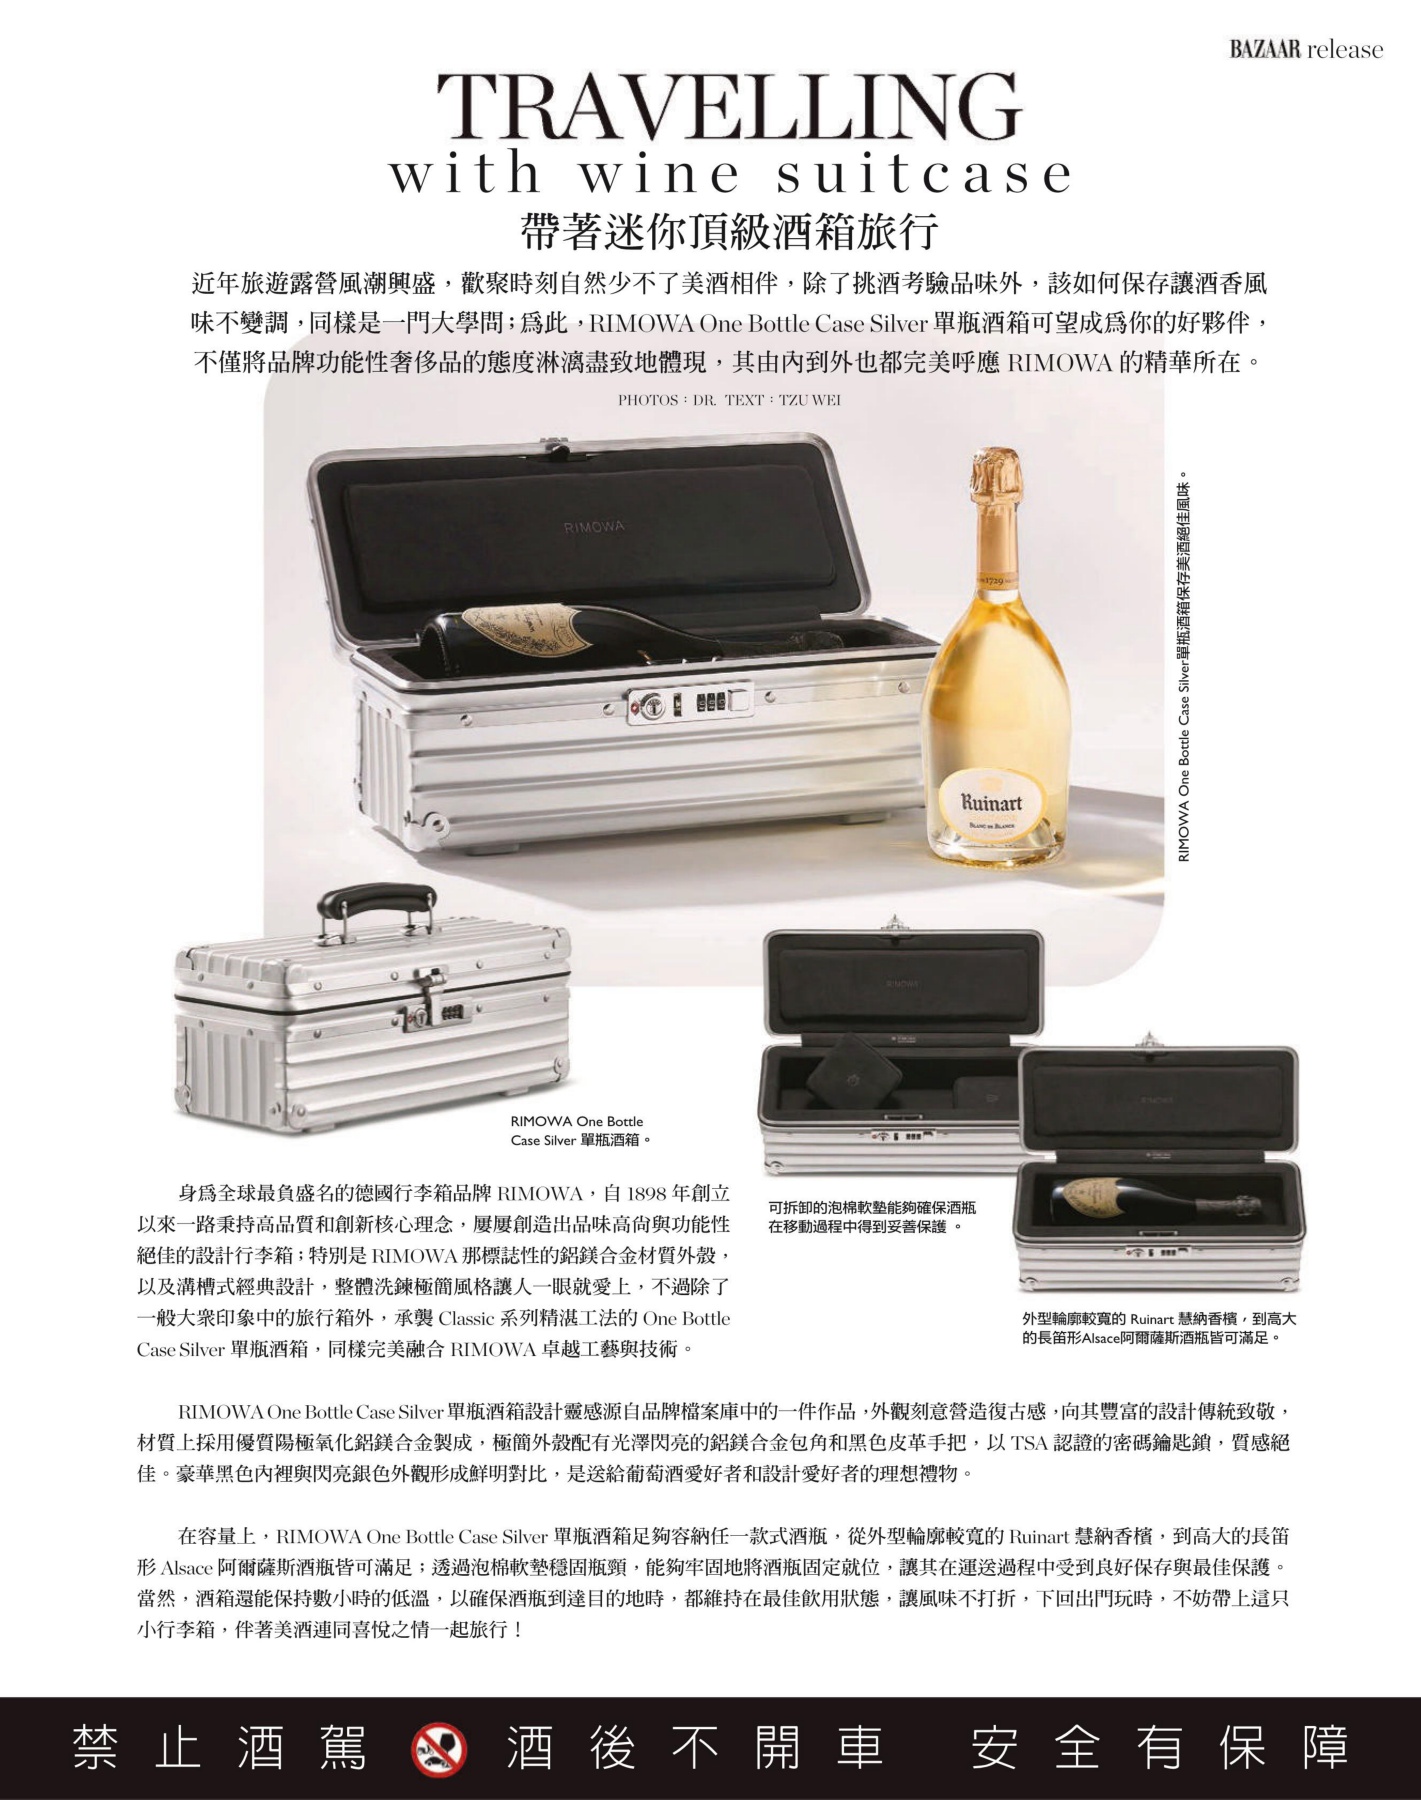 BAZAAR release
TRAVELLING
with wine suitcase
帶著迷你頂級酒箱旅行
近年旅遊露營風潮興盛，歡聚時刻自然少不了美酒相伴，除了挑酒考驗品味外，該如何保存讓酒香風
味不變調，同樣是一門大學問；爲此，RIMOWA One Bottle Case Silver 單瓶酒箱可望成爲你的好夥伴，
不僅將品牌功能性奢侈品的態度淋漓盡致地體現，其由內到外也都完美呼應 RIMOWA 的精華所在。
PHOTOS：DR. TEXT：TZU WEI
RIMOWA
1729
Ruinart
BLANC DE BLANCS
RIMOWA One Bottle Case Silver單瓶酒箱保存美酒絕佳風味。
RIMOWA One Bottle
Case Silver 單瓶酒箱。
RIMOWA
RIMOWA
可拆卸的泡棉軟墊能夠確保酒瓶
在移動過程中得到妥善保護 。
外型輪廓較寬的 Ruinart 慧納香檳，到高大
的長笛形Alsace阿爾薩斯酒瓶皆可滿足。
身爲全球最負盛名的德國行李箱品牌 RIMOWA，自 1898 年創立
以來一路秉持高品質和創新核心理念，屢屢創造出品味高尙與功能性
絕佳的設計行李箱；特別是 RIMOWA 那標誌性的鋁鎂合金材質外殼，
以及溝槽式經典設計，整體洗鍊極簡風格讓人一眼就愛上，不過除了
一般大衆印象中的旅行箱外，承襲 Classic 系列精湛工法的 One Bottle
Case Silver 單瓶酒箱，同樣完美融合 RIMOWA 卓越工藝與技術。
RIMOWA One Bottle Case Silver 單瓶酒箱設計靈感源自品牌檔案庫中的一件作品，外觀刻意營造復古感，向其豐富的設計傳統致敬，
材質上採用優質陽極氧化鋁鎂合金製成，極簡外殼配有光澤閃亮的鋁鎂合金包角和黑色皮革手把，以 TSA 認證的密碼鑰匙鎖，質感絕
佳。豪華黑色內裡與閃亮銀色外觀形成鮮明對比，是送給葡萄酒愛好者和設計愛好者的理想禮物。
在容量上，RIMOWA One Bottle Case Silver 單瓶酒箱足夠容納任一款式酒瓶，從外型輪廓較寬的 Ruinart 慧納香檳，到高大的長笛
形 Alsace 阿爾薩斯酒瓶皆可滿足；透過泡棉軟墊穩固瓶頸，能夠牢固地將酒瓶固定就位，讓其在運送過程中受到良好保存與最佳保護。
當然，酒箱還能保持數小時的低溫，以確保酒瓶到達目的地時，都維持在最佳飲用狀態，讓風味不打折，下回出門玩時，不妨帶上這只
小行李箱，伴著美酒連同喜悅之情一起旅行！
禁止酒駕 酒後不開車 安全有保障